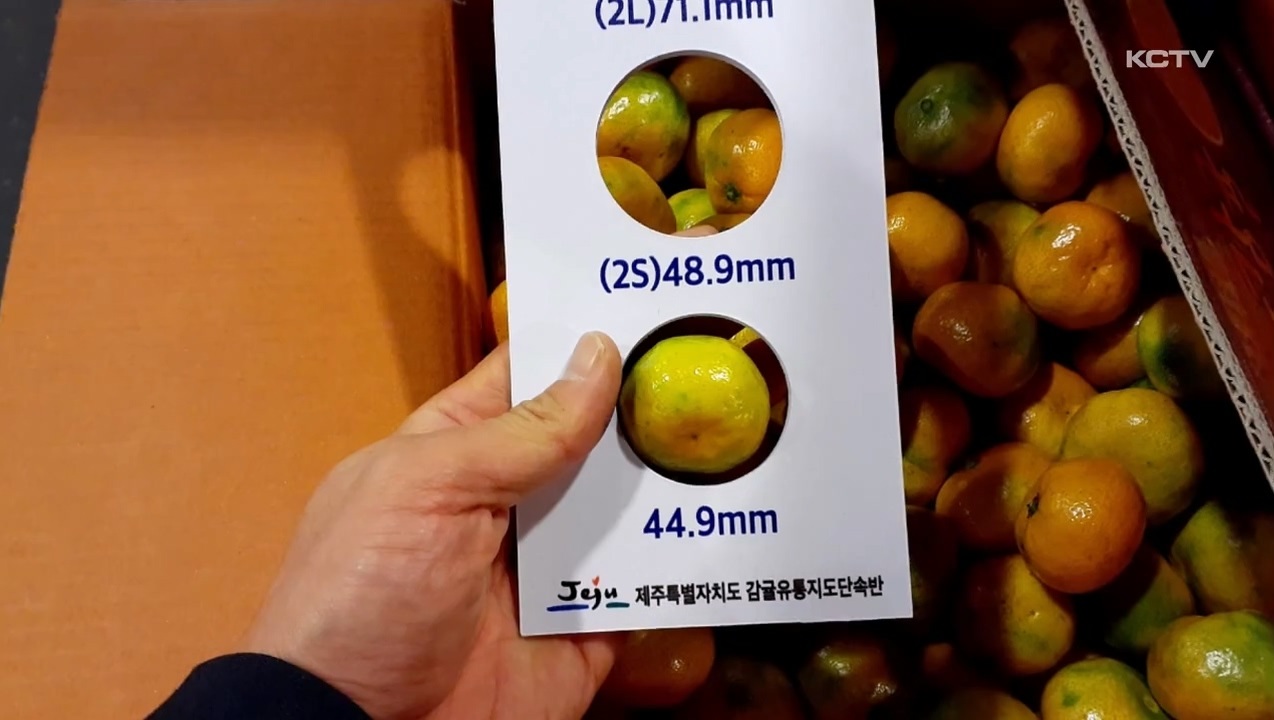 KCTV
(2L)71.1mm
(2S)48.9mm
44.9mm
Jeju 제주특별자치도 감귤유통지도단속반